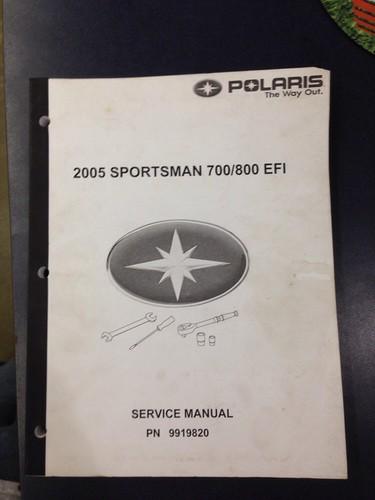 POLARIS
The Way Out.
2005 SPORTSMAN 700/800 EFI
SERVICE MANUAL
PN 9919820